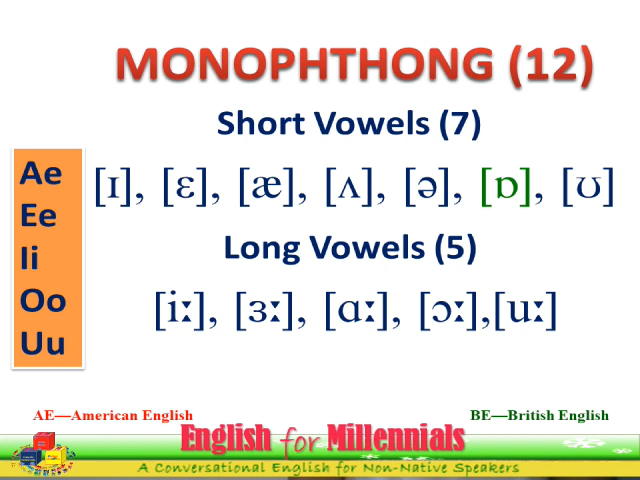 MONOPHTHONG (12)
Short Vowels (7)
[ɪ], [ɛ], [æ], [ʌ], [ə], [ɒ], [ʊ]
Long Vowels (5)
[iː], [ɜː], [ɑː], [ɔː],[uː]
Ae
Ee
Ii
Oo
Uu
AE—American English
BE—British English
English for Millennials
A Conversational English for Non-Native Speakers